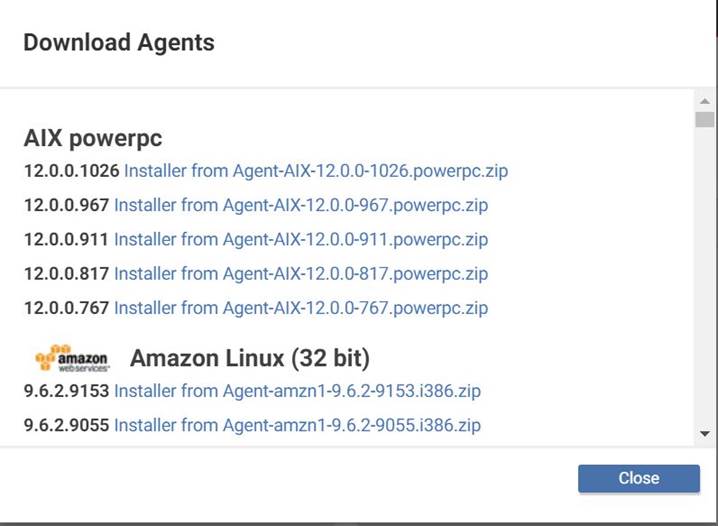 Download Agents
AIX powerpc
12.0.0.1026 Installer from Agent-AIX-12.0.0-1026.powerpc.zip
12.0.0.967 Installer from Agent-AIX-12.0.0-967.powerpc.zip
12.0.0.911 Installer from Agent-AIX-12.0.0-911.powerpc.zip
12.0.0.817 Installer from Agent-AIX-12.0.0-817.powerpc.zip
12.0.0.767 Installer from Agent-AIX-12.0.0-767.powerpc.zip
amazon
webservices™
Amazon Linux (32 bit)
9.6.2.9153 Installer from Agent-amzn1-9.6.2-9153.i386.zip
9.6.2.9055 Installer from Agent-amzn1-9.6.2-9055.i386.zip
Close